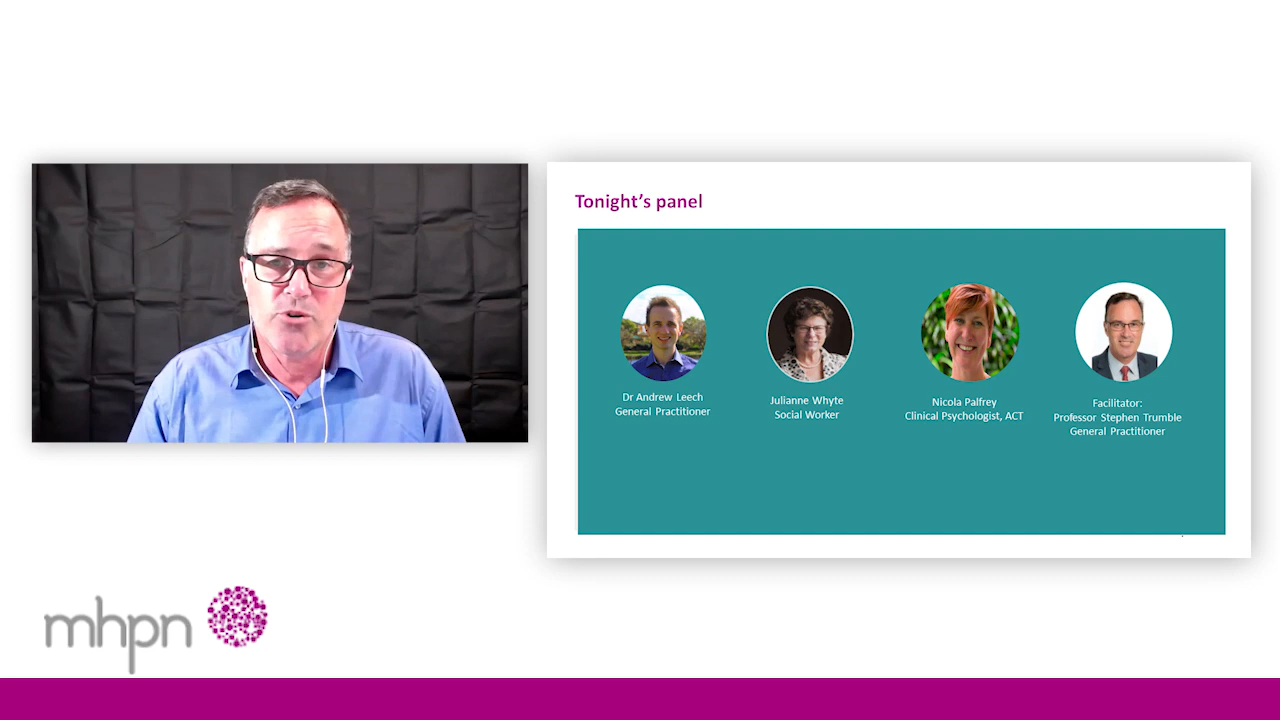 Tonight's panel
Dr Andrew Leech
General Practitioner
Julianne Whyte
Social Worker
Nicola Palfrey
Clinical Psychologist, ACT
Facilitator:
Professor Stephen Trumble
General Practitioner
mhpn